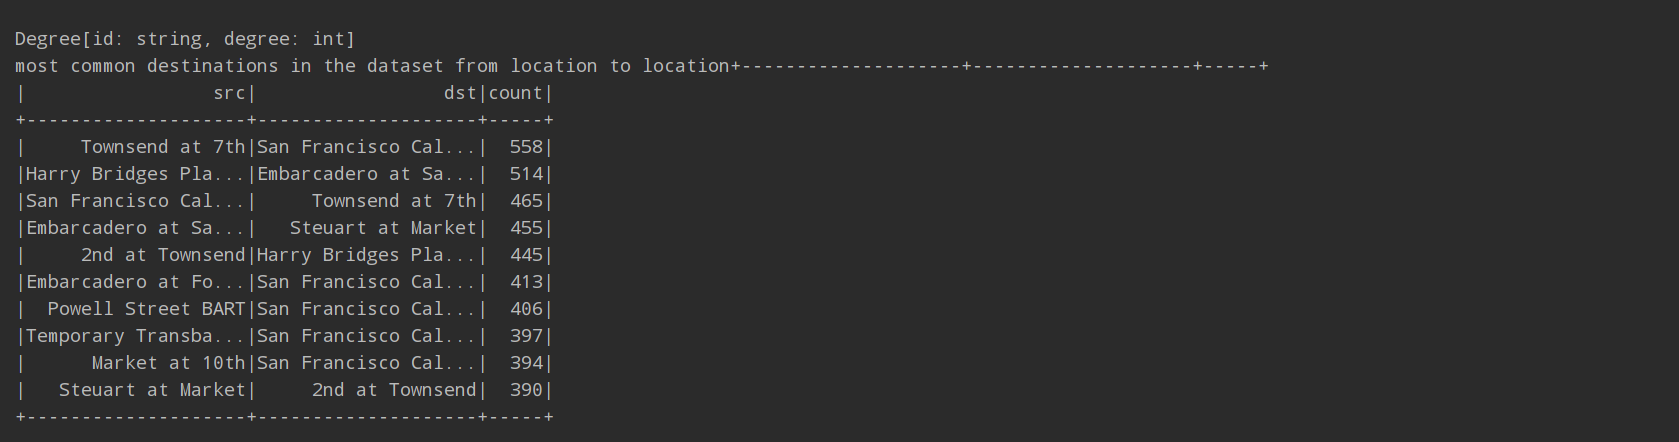 Degree[id: string, degree: int]
most common destinations in the dataset from location to location+--------------------+--------------------+-----+
|                 src|                 dst|count|
+--------------------+--------------------+-----+
|     Townsend at 7th|San Francisco Cal...|  558|
|Harry Bridges Pla...|Embarcadero at Sa...|  514|
|San Francisco Cal...|     Townsend at 7th|  465|
|Embarcadero at Sa...|   Steuart at Market|  455|
|     2nd at Townsend|Harry Bridges Pla...|  445|
|Embarcadero at Fo...|San Francisco Cal...|  413|
|  Powell Street BART|San Francisco Cal...|  406|
|Temporary Transba...|San Francisco Cal...|  397|
|      Market at 10th|San Francisco Cal...|  394|
|   Steuart at Market|     2nd at Townsend|  390|
+--------------------+--------------------+-----+